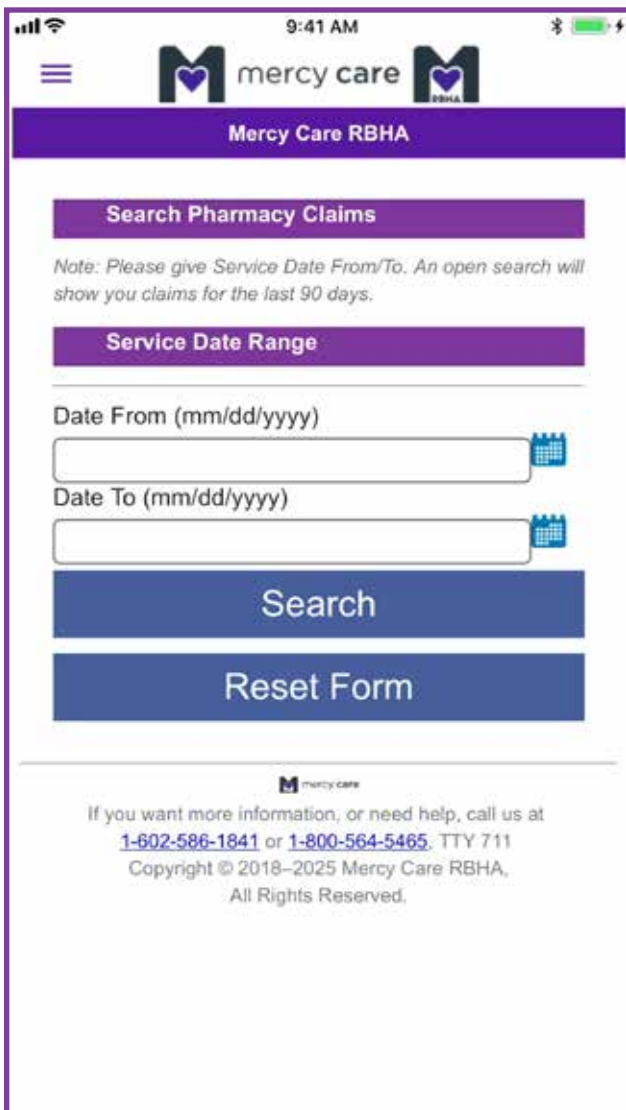 9:41 AM
mercy care
RBHA
Mercy Care RBHA
Search Pharmacy Claims
Note: Please give Service Date From/To. An open search will
show you claims for the last 90 days.
Service Date Range
Date From (mm/dd/yyyy)
Date To (mm/dd/yyyy)
Search
Reset Form
mercy care
If you want more information, or need help, call us at
1-602-586-1841 or 1-800-564-5465, TTY 711
Copyright © 2018–2025 Mercy Care RBHA,
All Rights Reserved.